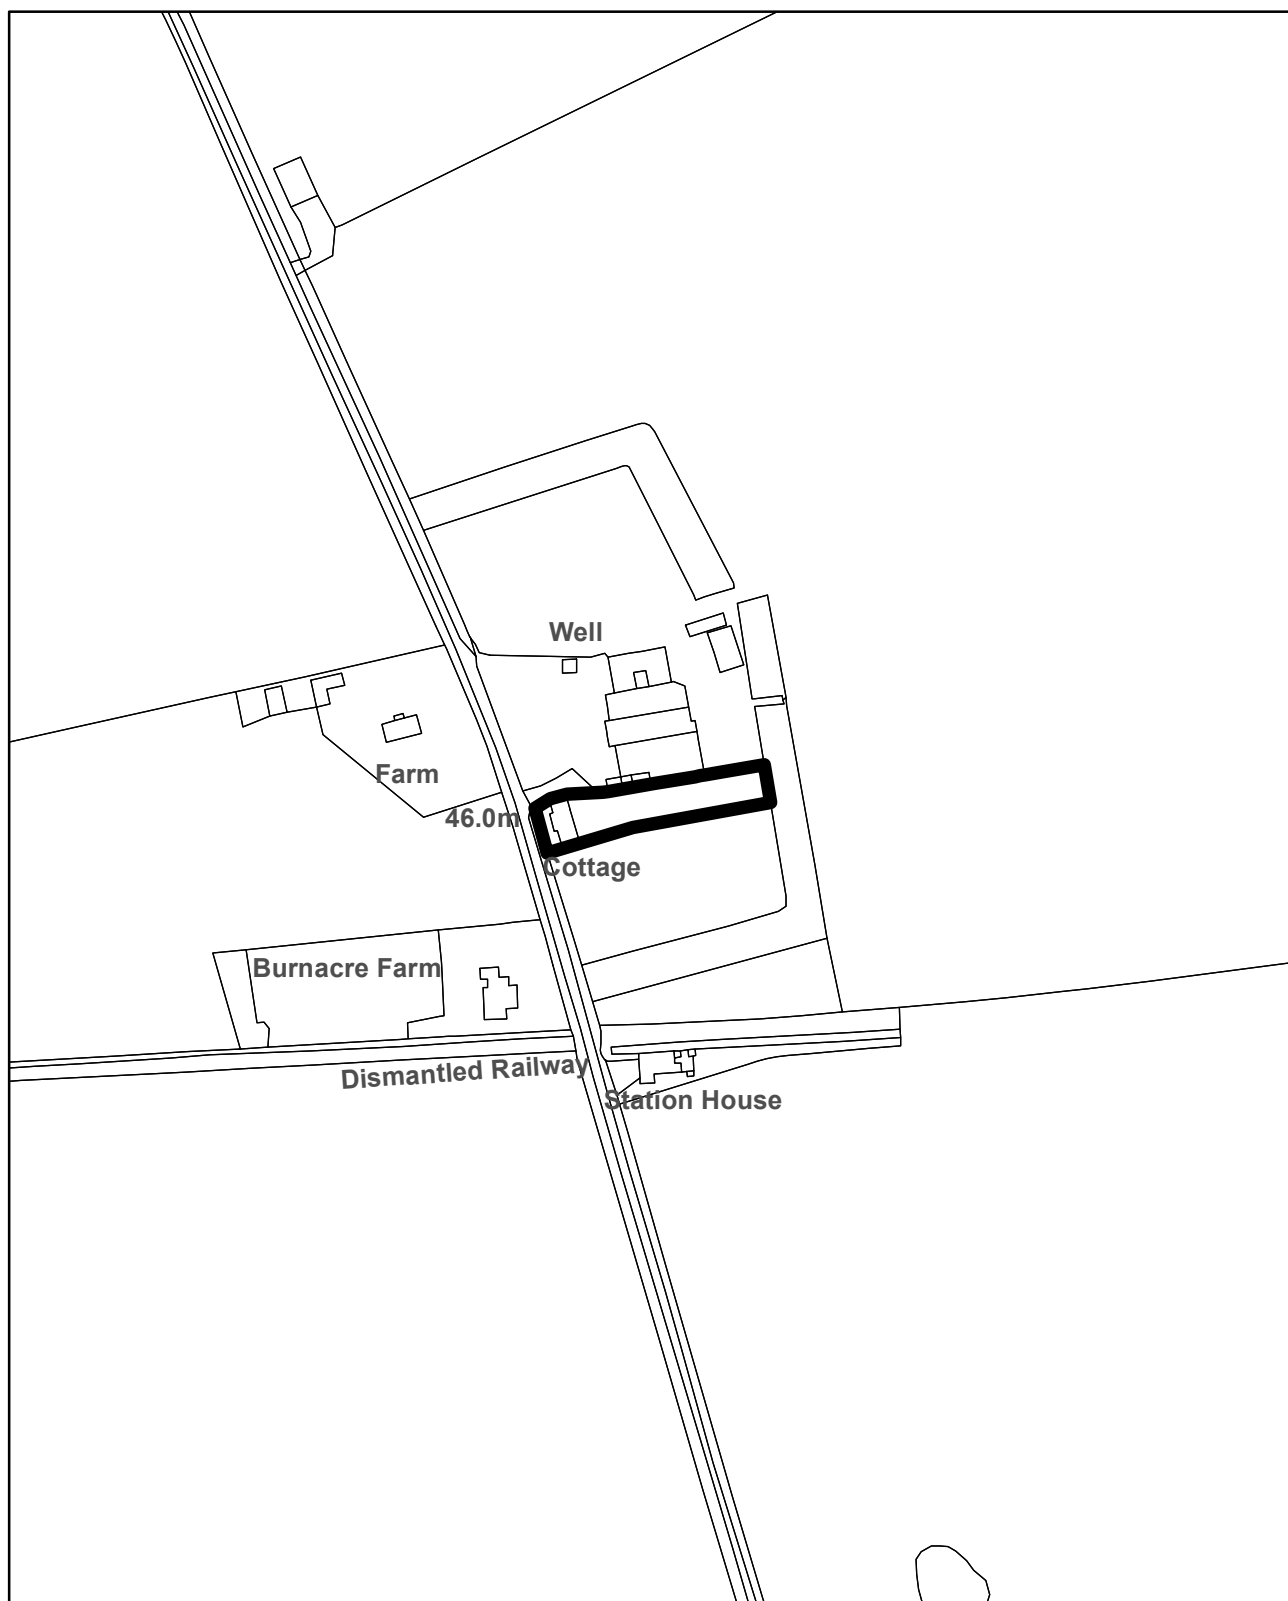 Well
Farm
46.0m
Cottage
Burnacre Farm
Dismantled Railway
Station House